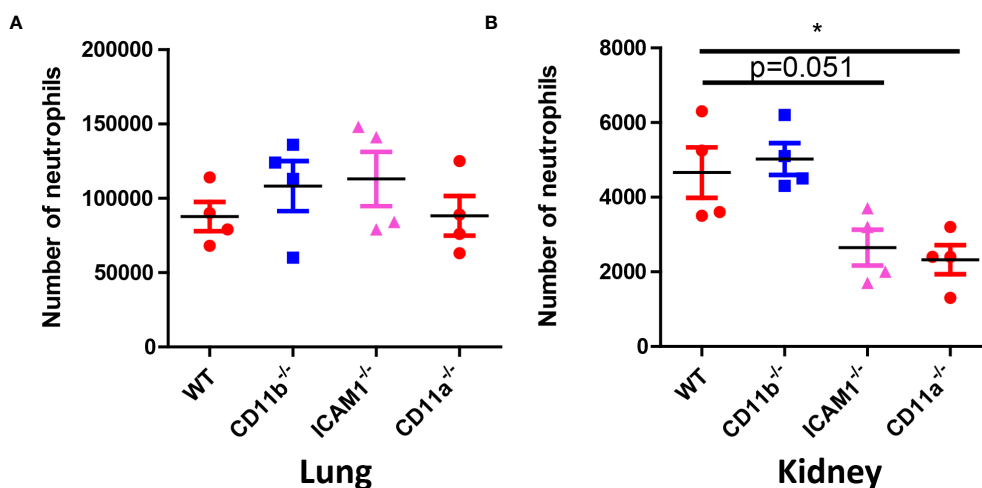 A
Number of neutrophils
200000
150000
100000
50000
0
WT
CD11b-/-
ICAM1-/-
CD11a-/-
Lung
B
Number of neutrophils
8000
6000
4000
2000
0
*
p=0.051
WT
CD11b-/-
ICAM1-/-
CD11a-/-
Kidney